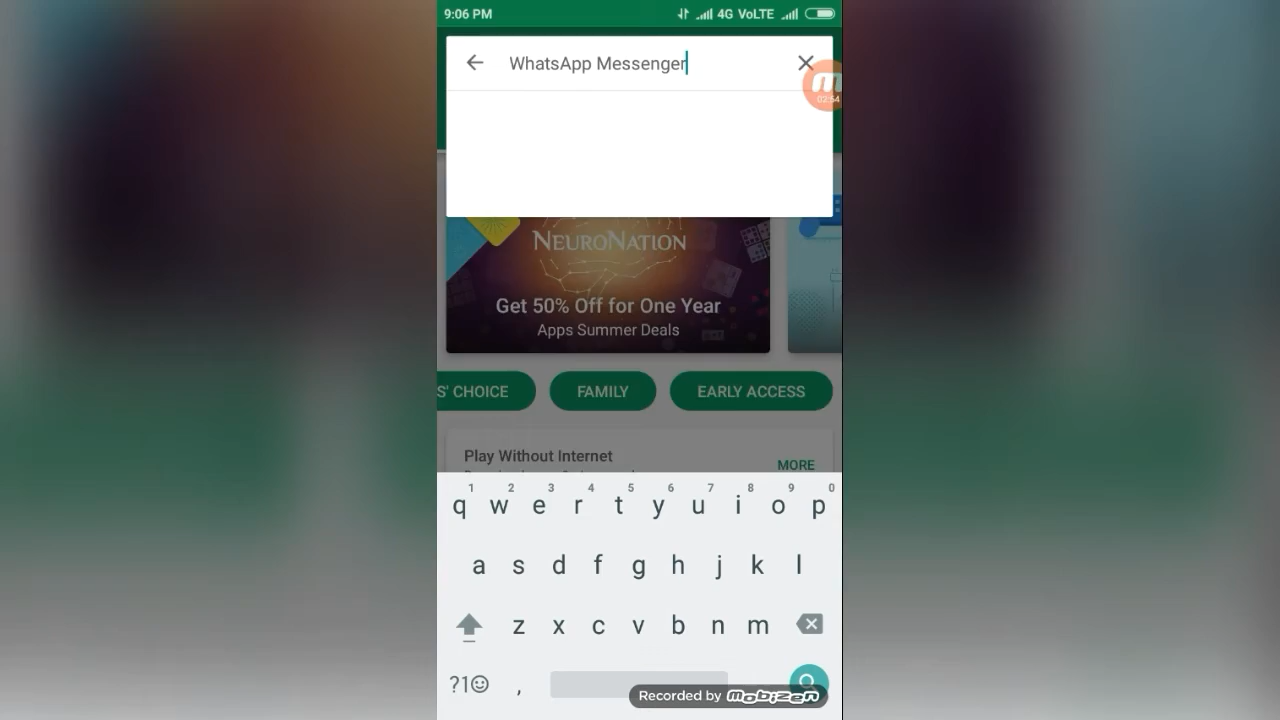 9:06 PM
4G VoLTE
WhatsApp Messenger
02:54
NEURONATION
Get 50% Off for One Year
Apps Summer Deals
S' CHOICE
FAMILY
EARLY ACCESS
Play Without Internet
MORE
1 2 3 4 5 6 7 8 9 0
q w e r t y u i o p
a s d f g h j k l
z x c v b n m
?1☺ ,
Recorded by mobizen